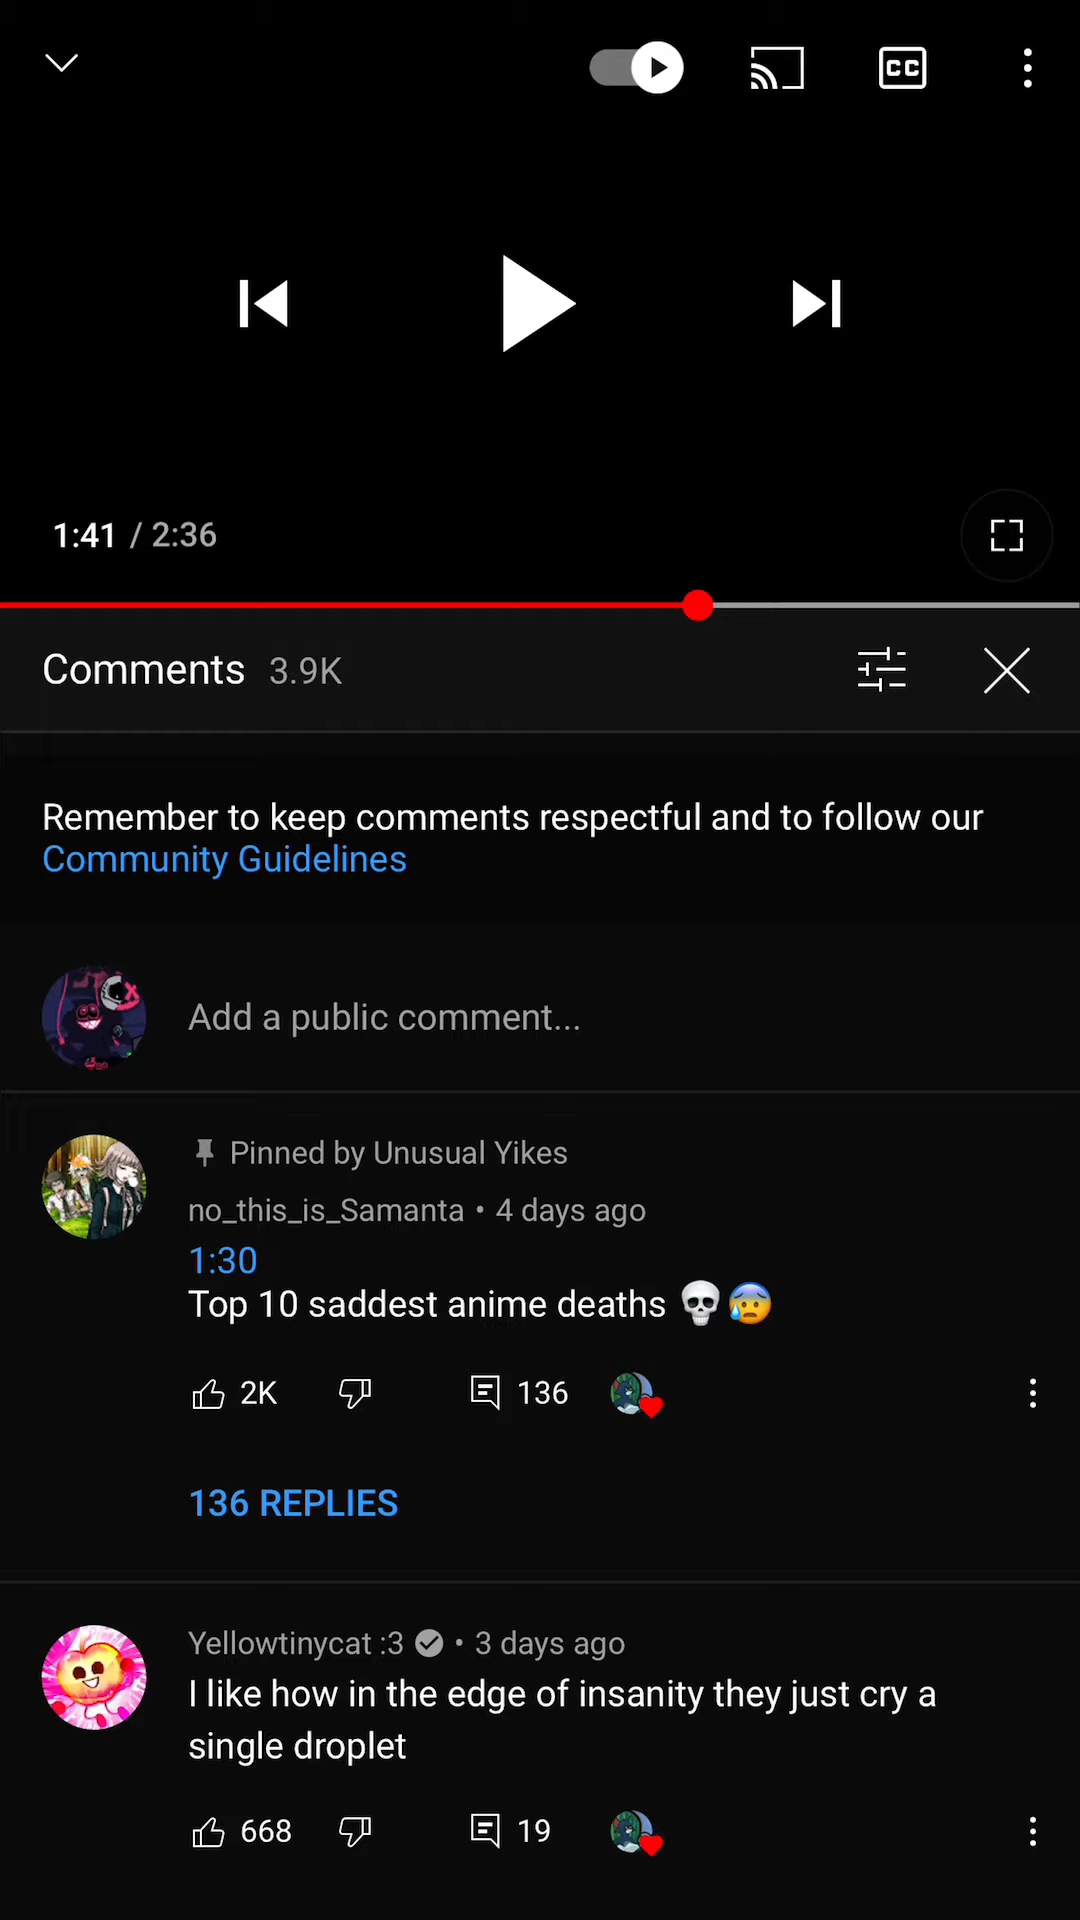 CC
1:41 / 2:36
Comments 3.9K
Remember to keep comments respectful and to follow our
Community Guidelines
Add a public comment...
Pinned by Unusual Yikes
no_this_is_Samanta • 4 days ago
1:30
Top 10 saddest anime deaths 💀😰
2K 136
136 REPLIES
Yellowtinycat :3 • 3 days ago
I like how in the edge of insanity they just cry a
single droplet
668 19